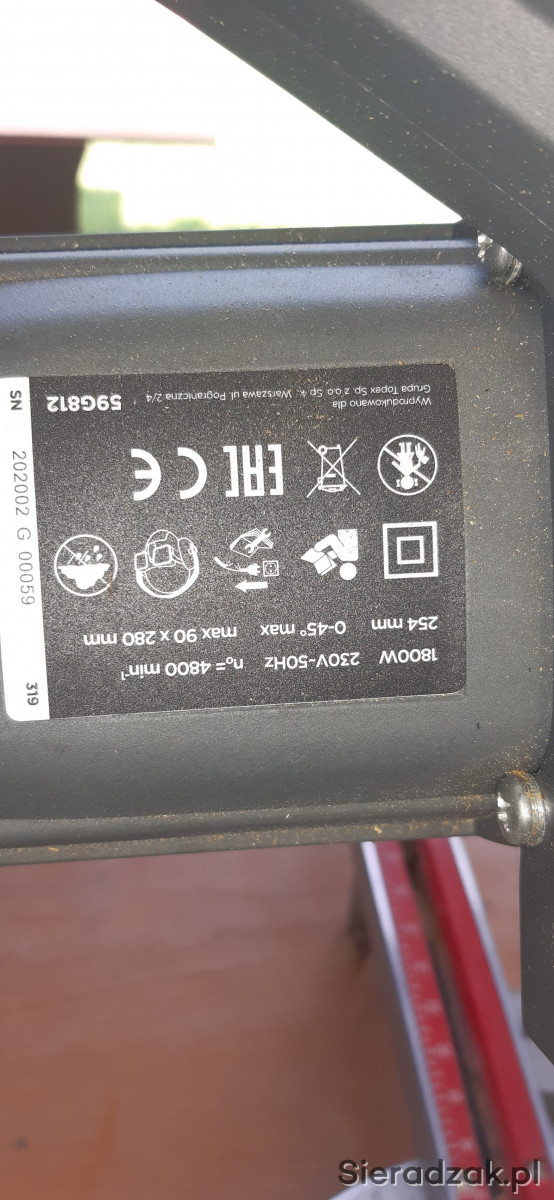 1800W 230V-50Hz n₀= 4800 min⁻¹
254 mm 0-45° max max 90 x 280 mm
CE EAC
Wyprodukowano dla
Grupa Topex Sp. z o.o Sp. k. Warszawa ul. Pograniczna 2/4
59G812
SN 202002 G 00059 319
Sieradzak.pl